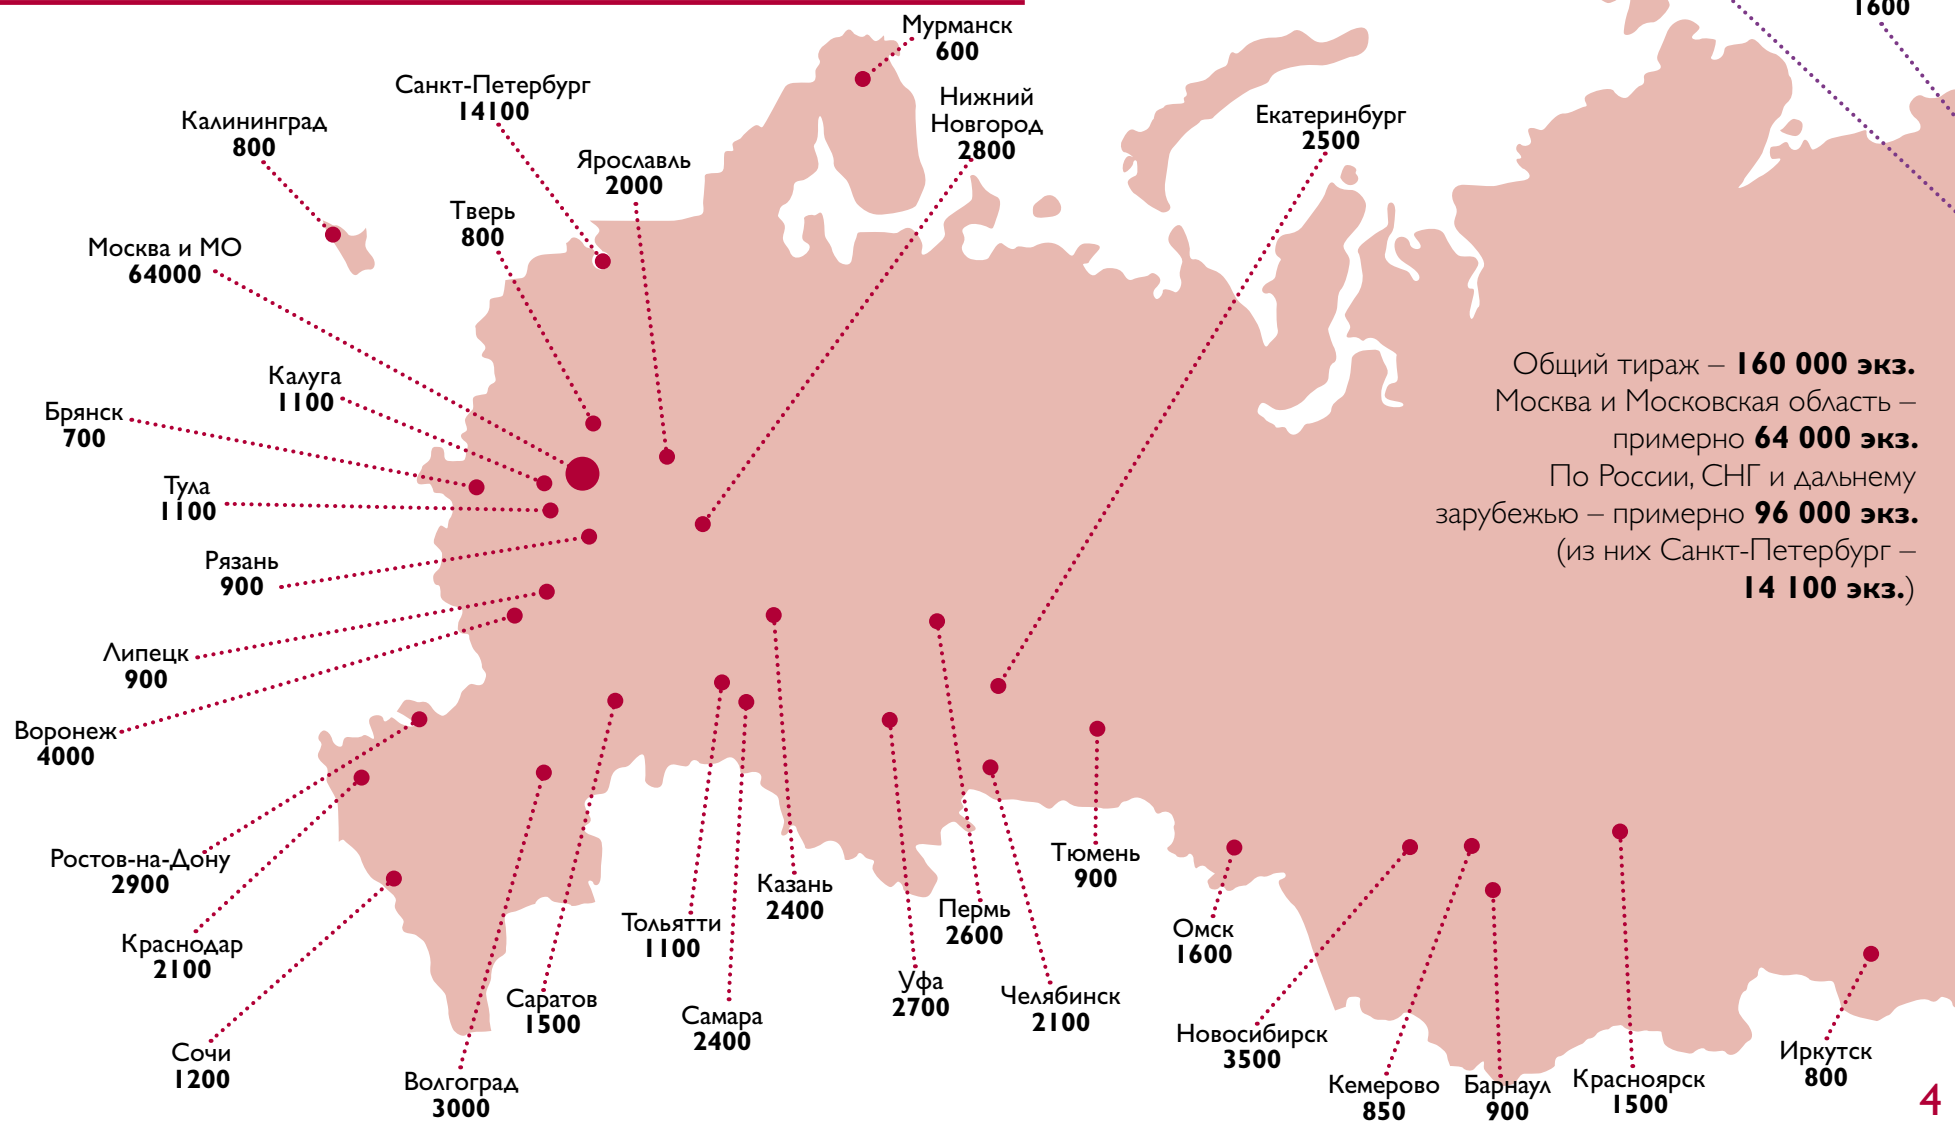 1600
Мурманск
600
Санкт-Петербург
14100
Нижний
Новгород
2800
Калининград
800
Екатеринбург
2500
Ярославль
2000
Тверь
800
Москва и МО
64000
Калуга
1100
Брянск
700
Тула
1100
Рязань
900
Липецк
900
Воронеж
4000
Общий тираж – 160 000 экз.
Москва и Московская область –
примерно 64 000 экз.
По России, СНГ и дальнему
зарубежью – примерно 96 000 экз.
(из них Санкт-Петербург –
14 100 экз.)
Ростов-на-Дону
2900
Краснодар
2100
Сочи
1200
Волгоград
3000
Саратов
1500
Тольятти
1100
Самара
2400
Казань
2400
Уфа
2700
Пермь
2600
Челябинск
2100
Тюмень
900
Омск
1600
Новосибирск
3500
Кемерово
850
Барнаул
900
Красноярск
1500
Иркутск
800
4